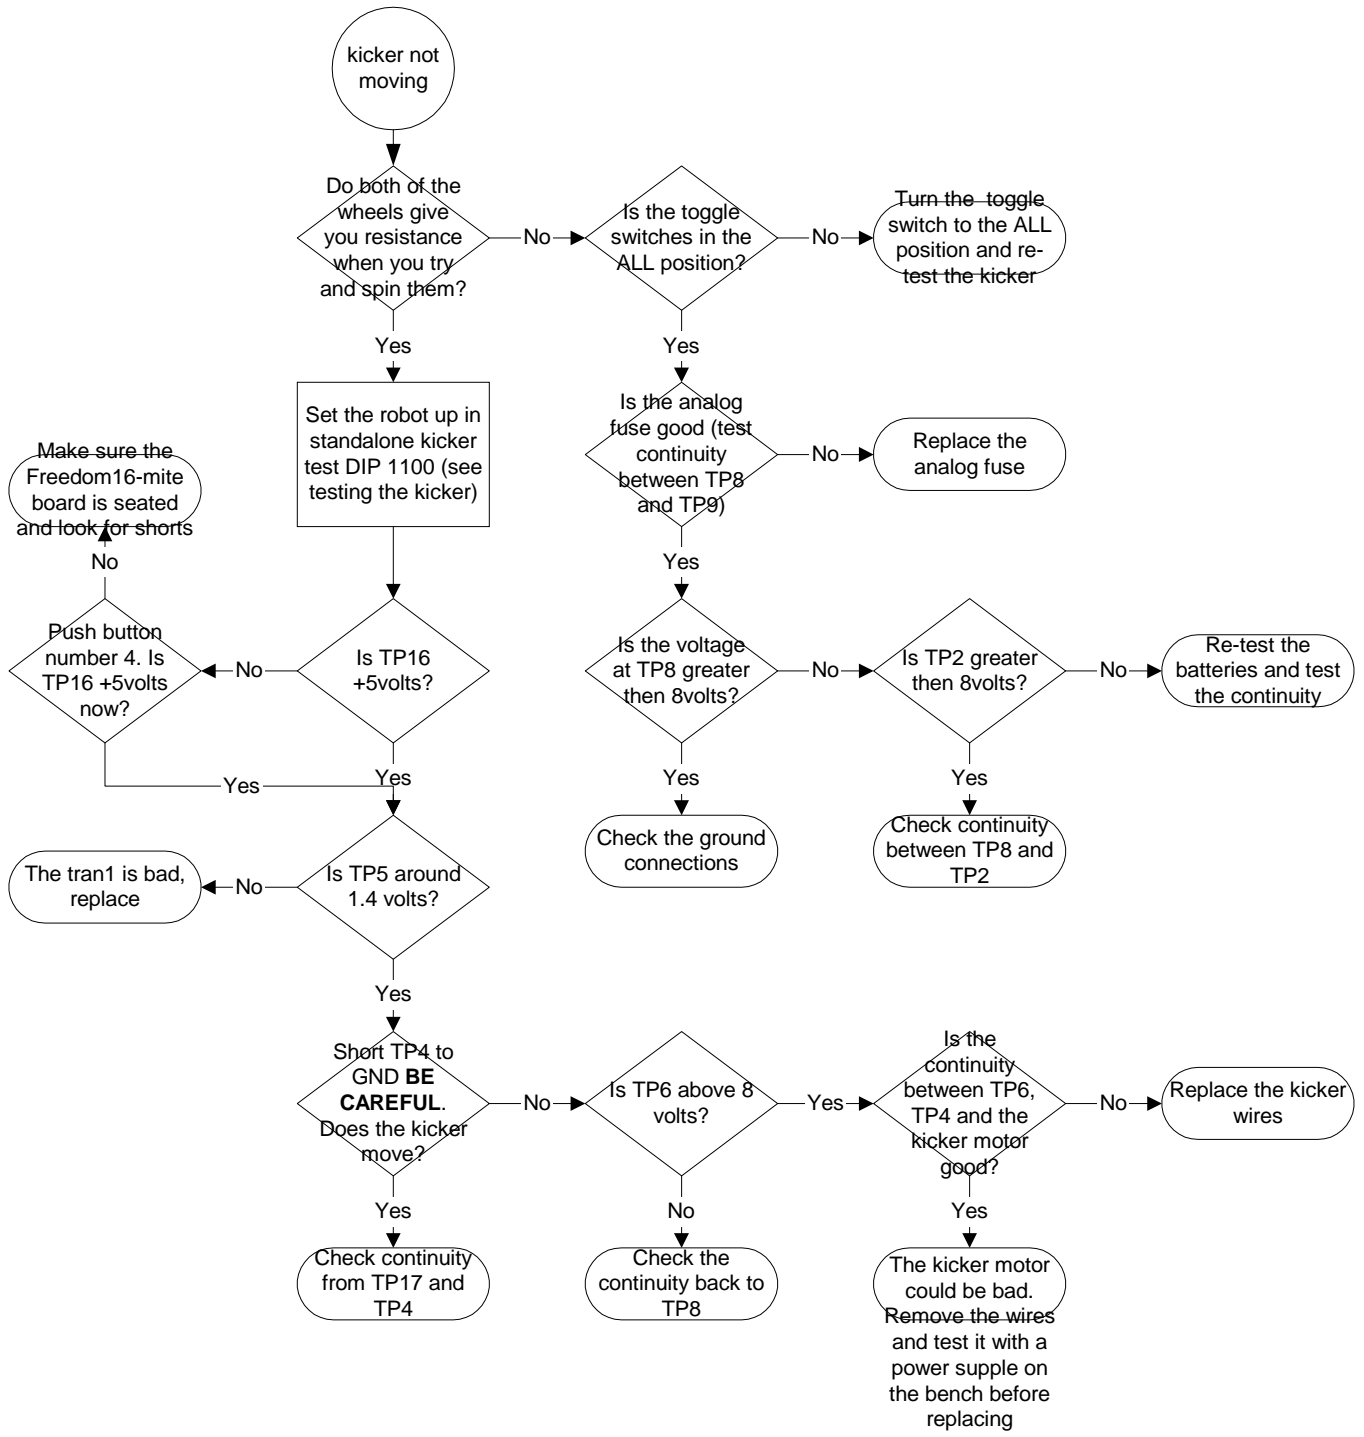 kicker not
moving
Do both of the
wheels give
you resistance
when you try
and spin them?
No
Is the toggle
switches in the
ALL position?
No
Turn the  toggle
switch to the ALL
position and re-
test the kicker
Yes
Yes
Set the robot up in
standalone kicker
test DIP 1100 (see
testing the kicker)
Is the analog
fuse good (test
continuity
between TP8
and TP9)
No
Replace the
analog fuse
Make sure the
Freedom16-mite
board is seated
and look for shorts
No
Yes
Push button
number 4. Is
TP16 +5volts
now?
No
Is TP16
+5volts?
Is the voltage
at TP8 greater
then 8volts?
No
Is TP2 greater
then 8volts?
No
Re-test the
batteries and test
the continuity
Yes
Yes
Yes
Yes
The tran1 is bad,
replace
No
Is TP5 around
1.4 volts?
Check the ground
connections
Check continuity
between TP8 and
TP2
Yes
Short TP4 to
GND BE
CAREFUL.
Does the kicker
move?
No
Is TP6 above 8
volts?
Yes
Is the
continuity
between TP6,
TP4 and the
kicker motor
good?
No
Replace the kicker
wires
Yes
No
Yes
Check continuity
from TP17 and
TP4
Check the
continuity back to
TP8
The kicker motor
could be bad.
Remove the wires
and test it with a
power supple on
the bench before
replacing